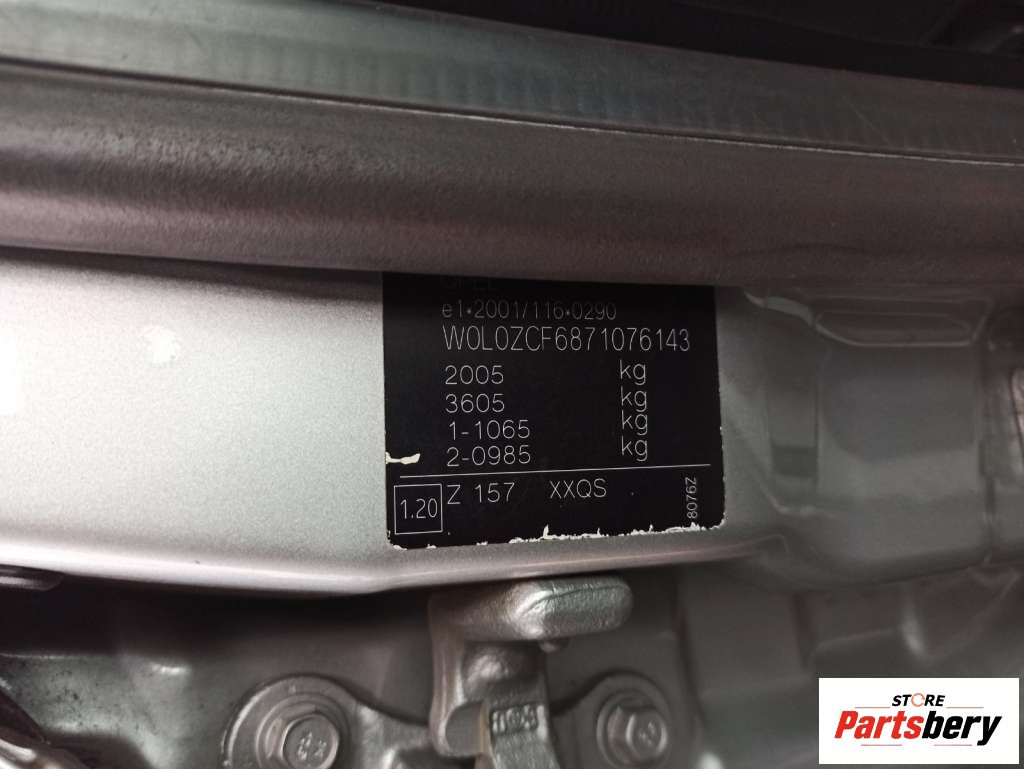 OPEL
e1*2001/116*0290
W0L0ZCF6871076143
2005 kg
3605 kg
1-1065 kg
2-0985 kg
1.20 Z 157 XXQS
8076Z
STORE
Partsbery